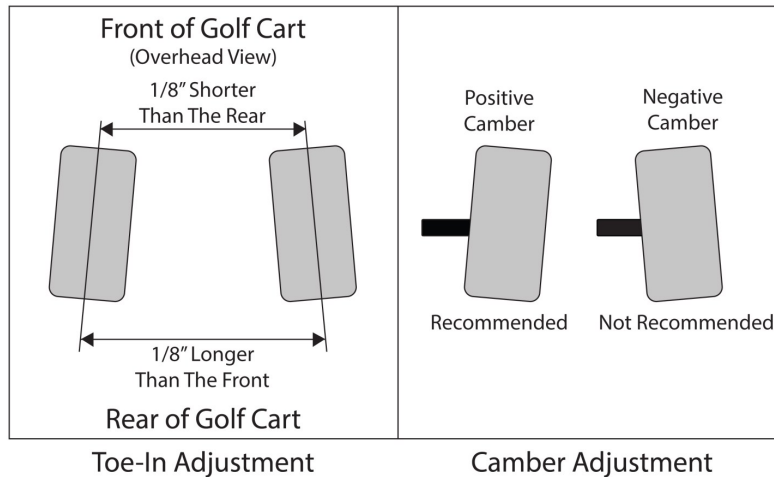 Front of Golf Cart
(Overhead View)
1/8” Shorter
Than The Rear
1/8” Longer
Than The Front
Rear of Golf Cart
Toe-In Adjustment
Positive
Camber
Negative
Camber
Recommended
Not Recommended
Camber Adjustment